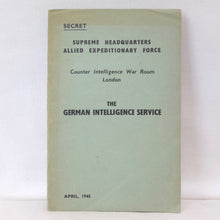 SECRET
SUPREME HEADQUARTERS
ALLIED EXPEDITIONARY FORCE
Counter Intelligence War Room
London
THE
GERMAN INTELLIGENCE SERVICE
APRIL, 1945